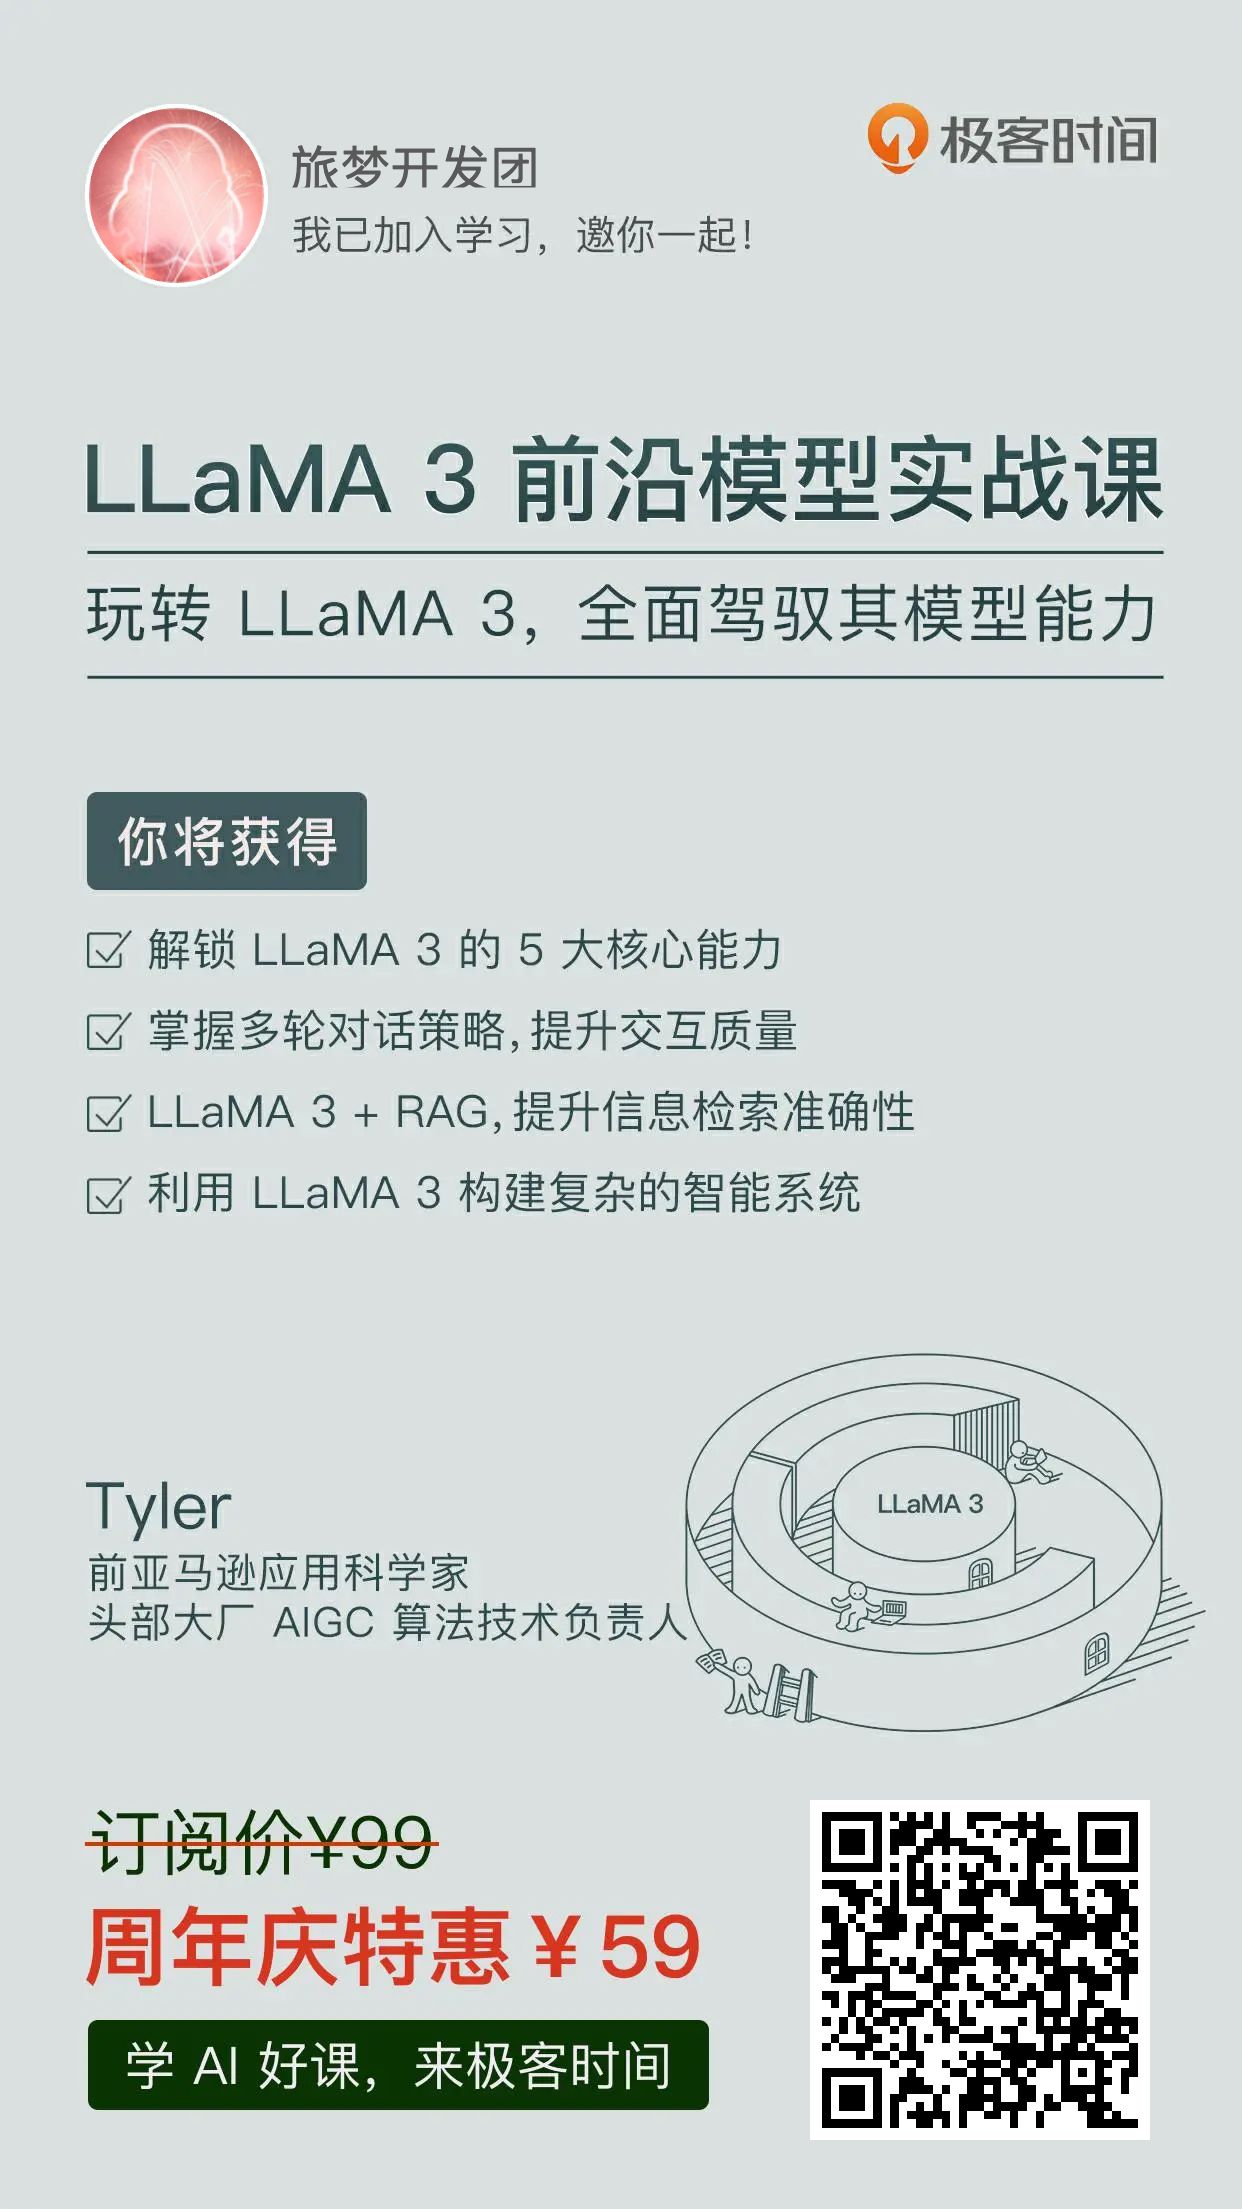 旅梦开发团
我已加入学习，邀你一起！
极客时间
LLaMA 3 前沿模型实战课
玩转 LLaMA 3，全面驾驭其模型能力
你将获得
解锁 LLaMA 3 的 5 大核心能力
掌握多轮对话策略，提升交互质量
LLaMA 3 + RAG，提升信息检索准确性
利用 LLaMA 3 构建复杂的智能系统
LLaMA 3
Tyler
前亚马逊应用科学家
头部大厂 AIGC 算法技术负责人
订阅价¥99
周年庆特惠¥59
学 AI 好课，来极客时间